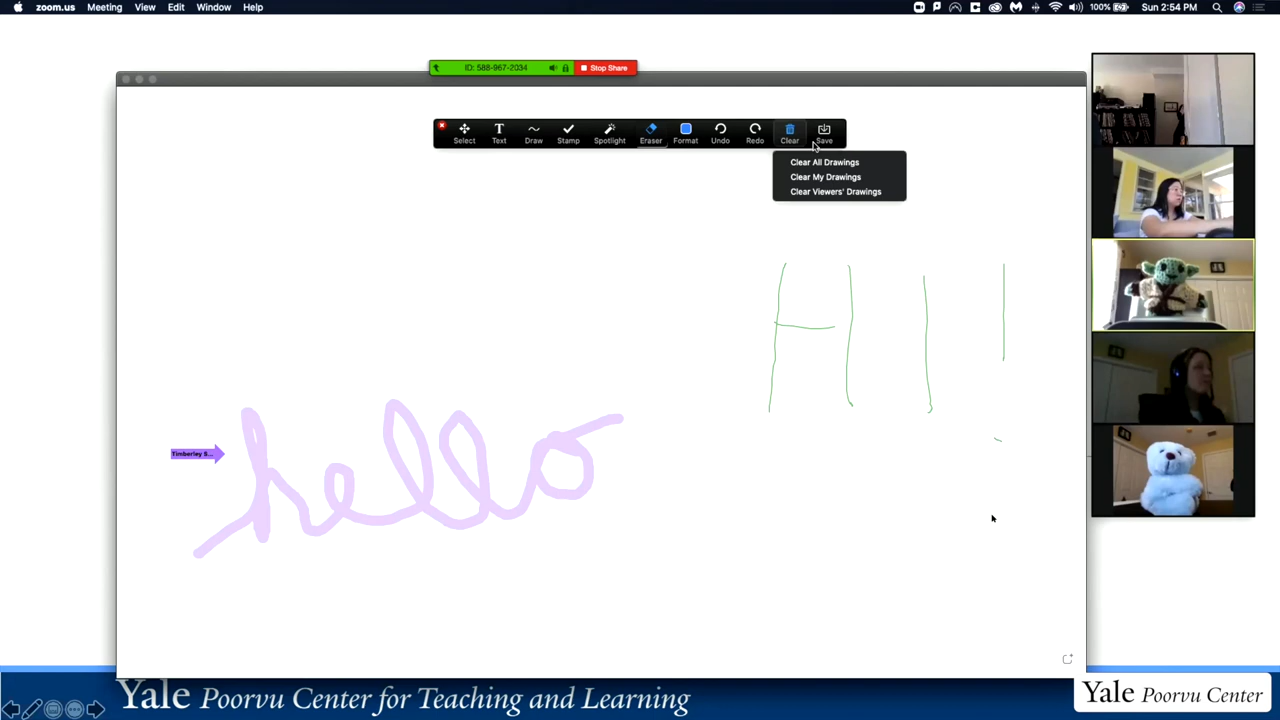 zoom.us Meeting View Edit Window Help 100% Sun 2:54 PM
ID: 588-967-2034 Stop Share
Select Text Draw Stamp Spotlight Eraser Format Undo Redo Clear Save
Clear All Drawings
Clear My Drawings
Clear Viewers' Drawings
HI!
Timberley S...
hello
Yale Poorvu Center for Teaching and Learning
Yale Poorvu Center